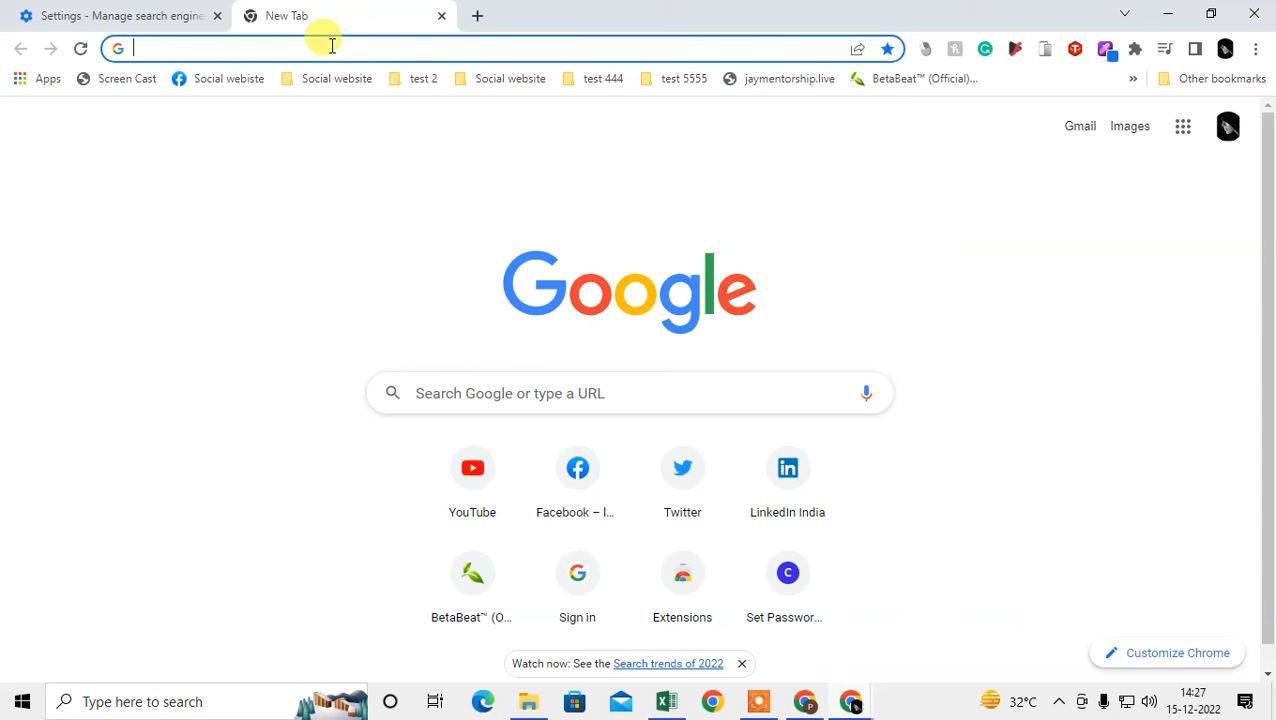 Settings - Manage search engine
New Tab
Apps
Screen Cast
Social webiste
Social website
test 2
Social website
test 444
test 5555
jaymentorship.live
BetaBeat™ (Official)...
»
Other bookmarks
Gmail
Images
Google
Search Google or type a URL
YouTube
Facebook – l...
Twitter
LinkedIn India
C
BetaBeat™ (O...
Sign in
Extensions
Set Passwor...
Watch now: See the Search trends of 2022
Customize Chrome
Type here to search
32°C
14:27
15-12-2022